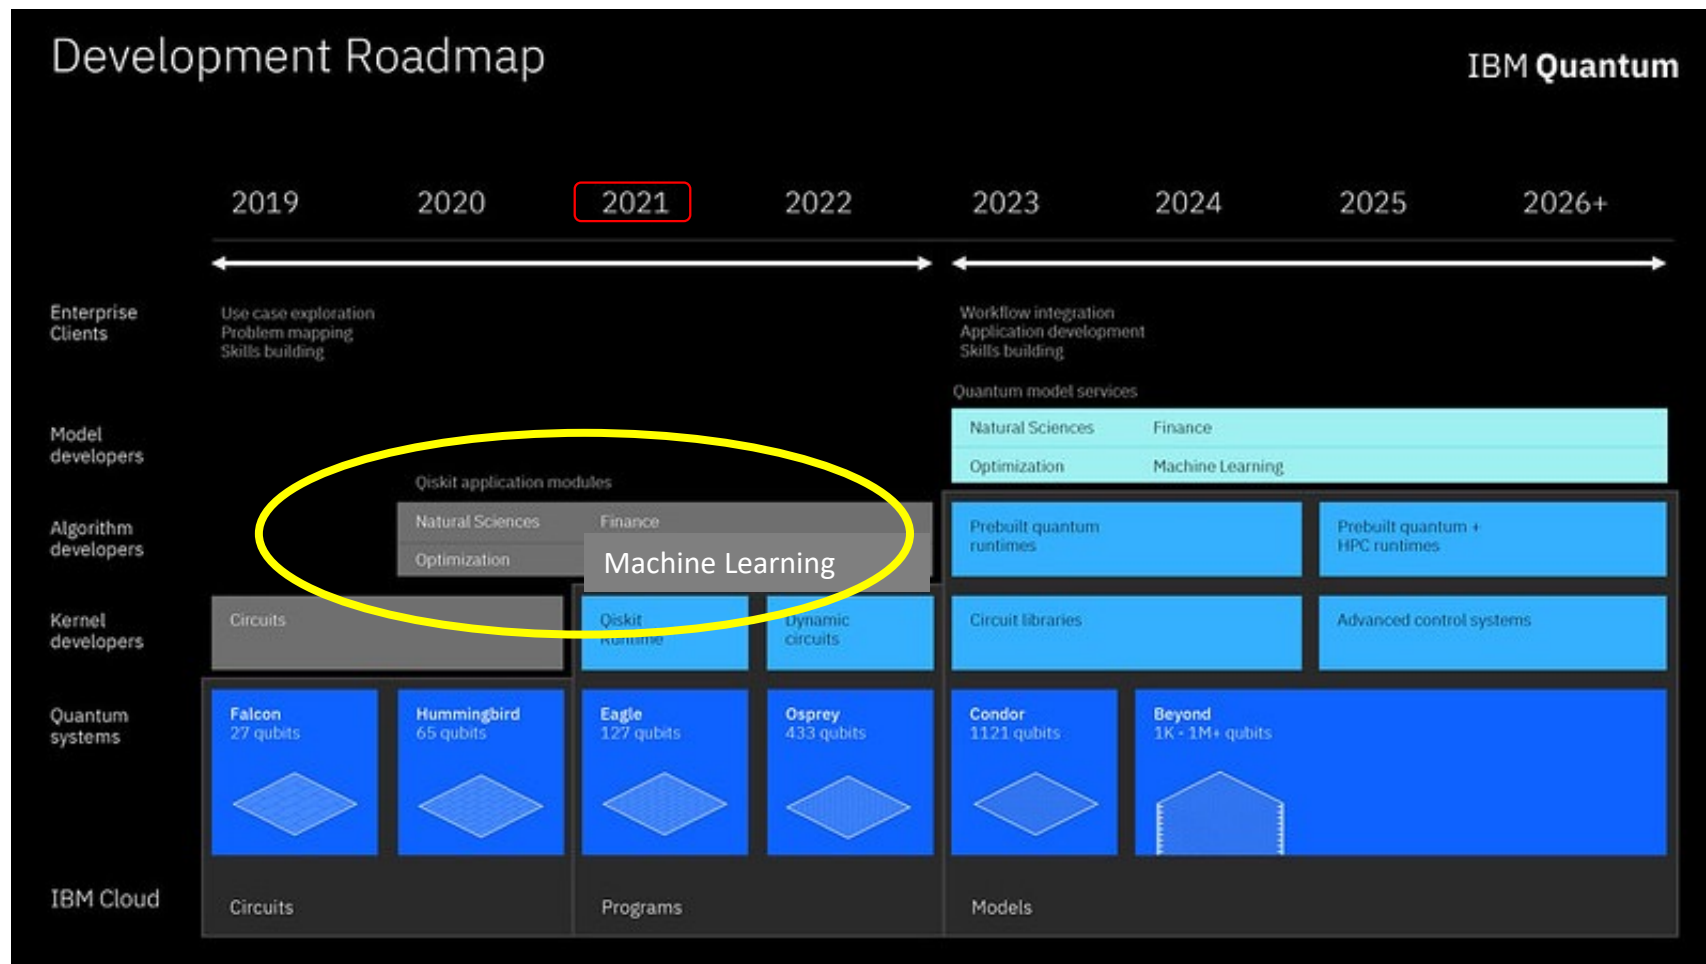 Development Roadmap
IBM Quantum
2019
2020
2021
2022
2023
2024
2025
2026+
Enterprise
Clients
Use case exploration
Problem mapping
Skills building
Workflow integration
Application development
Skills building
Model
developers
Quantum model services
Natural Sciences
Finance
Optimization
Machine Learning
Algorithm
developers
Qiskit application modules
Natural Sciences
Finance
Optimization
Machine Learning
Prebuilt quantum
runtimes
Prebuilt quantum +
HPC runtimes
Kernel
developers
Circuits
Qiskit
Runtime
Dynamic
circuits
Circuit libraries
Advanced control systems
Quantum
systems
Falcon
27 qubits
Hummingbird
65 qubits
Eagle
127 qubits
Osprey
433 qubits
Condor
1121 qubits
Beyond
1K - 1M+ qubits
IBM Cloud
Circuits
Programs
Models